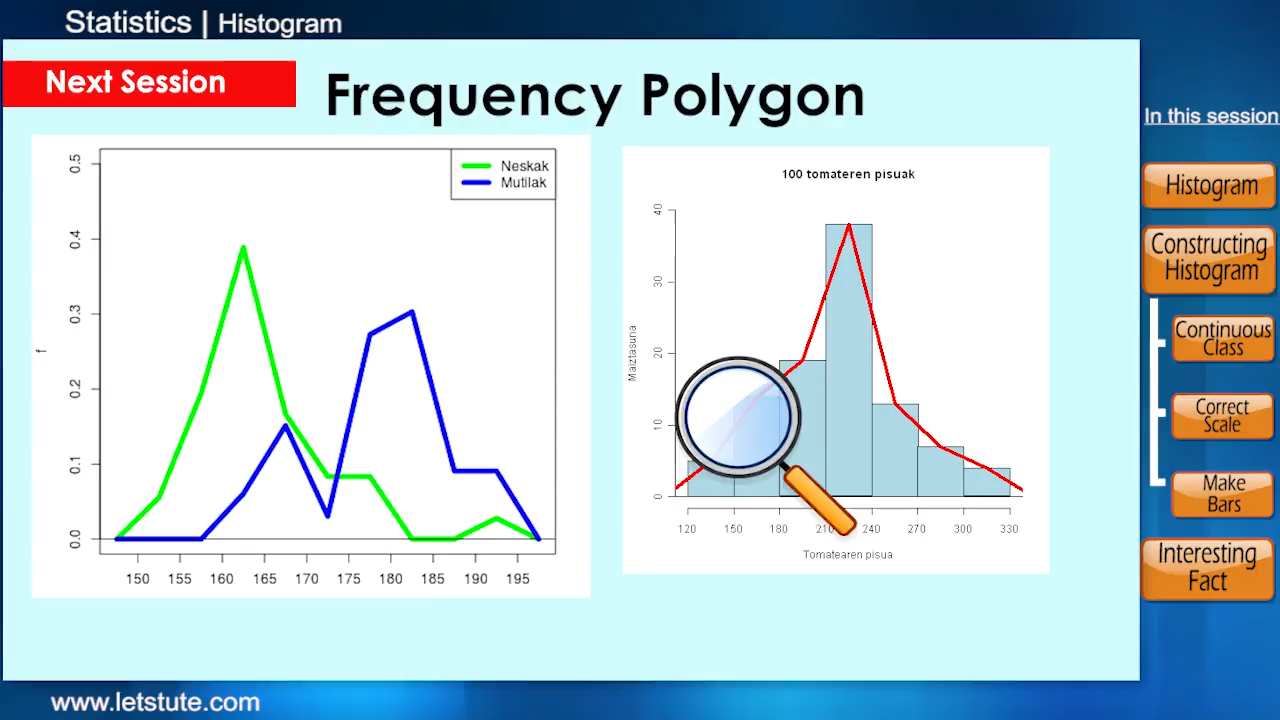 Statistics | Histogram
Next Session
Frequency Polygon
0.5
0.4
0.3
0.2
0.1
0.0
f
Neskak
Mutilak
150 155 160 165 170 175 180 185 190 195
100 tomateren pisuak
40
30
20
10
0
Maiztasuna
120 150 180 210 240 270 300 330
Tomatearen pisua
In this session
Histogram
Constructing
Histogram
Continuous
Class
Correct
Scale
Make
Bars
Interesting
Fact
www.letstute.com